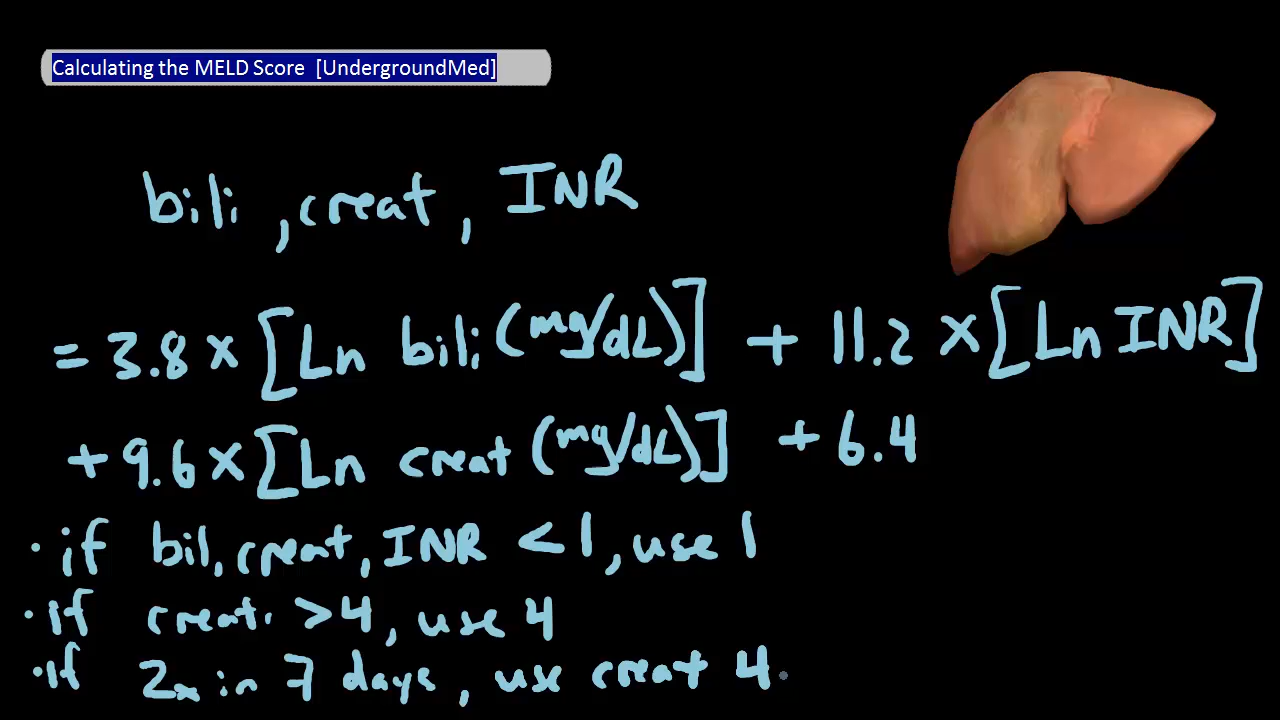 Calculating the MELD Score [UndergroundMed]
bili, creat, INR
= 3.8 × [Ln bili (mg/dL)] + 11.2 × [Ln INR]
+ 9.6 × [Ln creat (mg/dL)] + 6.4
· if bil, creat, INR < 1, use 1
· if creat. > 4, use 4
· if 2x in 7 days, use creat 4